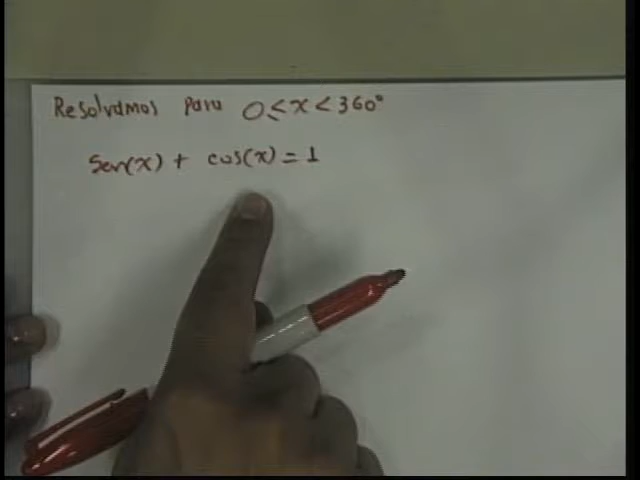 Resolvamos para 0 ≤ x < 360°
Sen(x) + cos(x) = 1